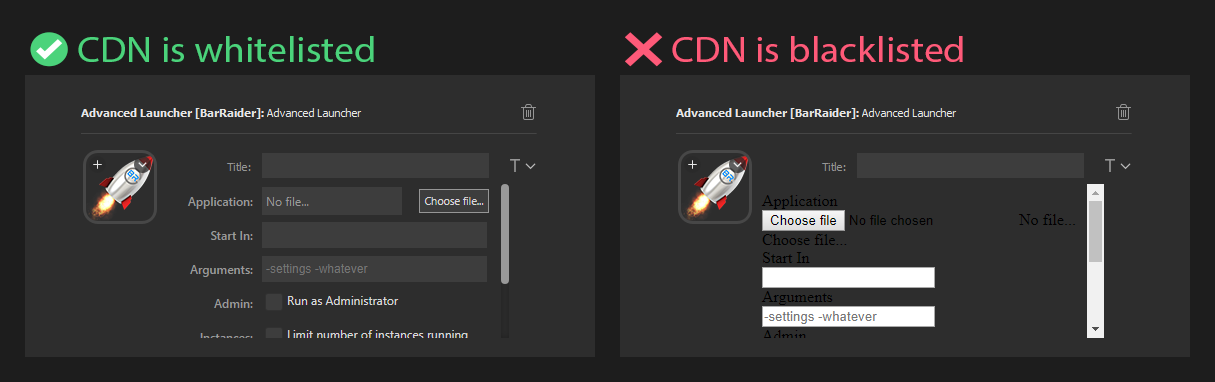 CDN is whitelisted
Advanced Launcher [BarRaider]: Advanced Launcher
Title:
T
Application: No file... Choose file...
Start In:
Arguments: -settings -whatever
Admin: Run as Administrator
Instances: Limit number of instances running
CDN is blacklisted
Advanced Launcher [BarRaider]: Advanced Launcher
Title:
T
Application
Choose file No file chosen No file...
Choose file...
Start In
Arguments
-settings -whatever
Admin